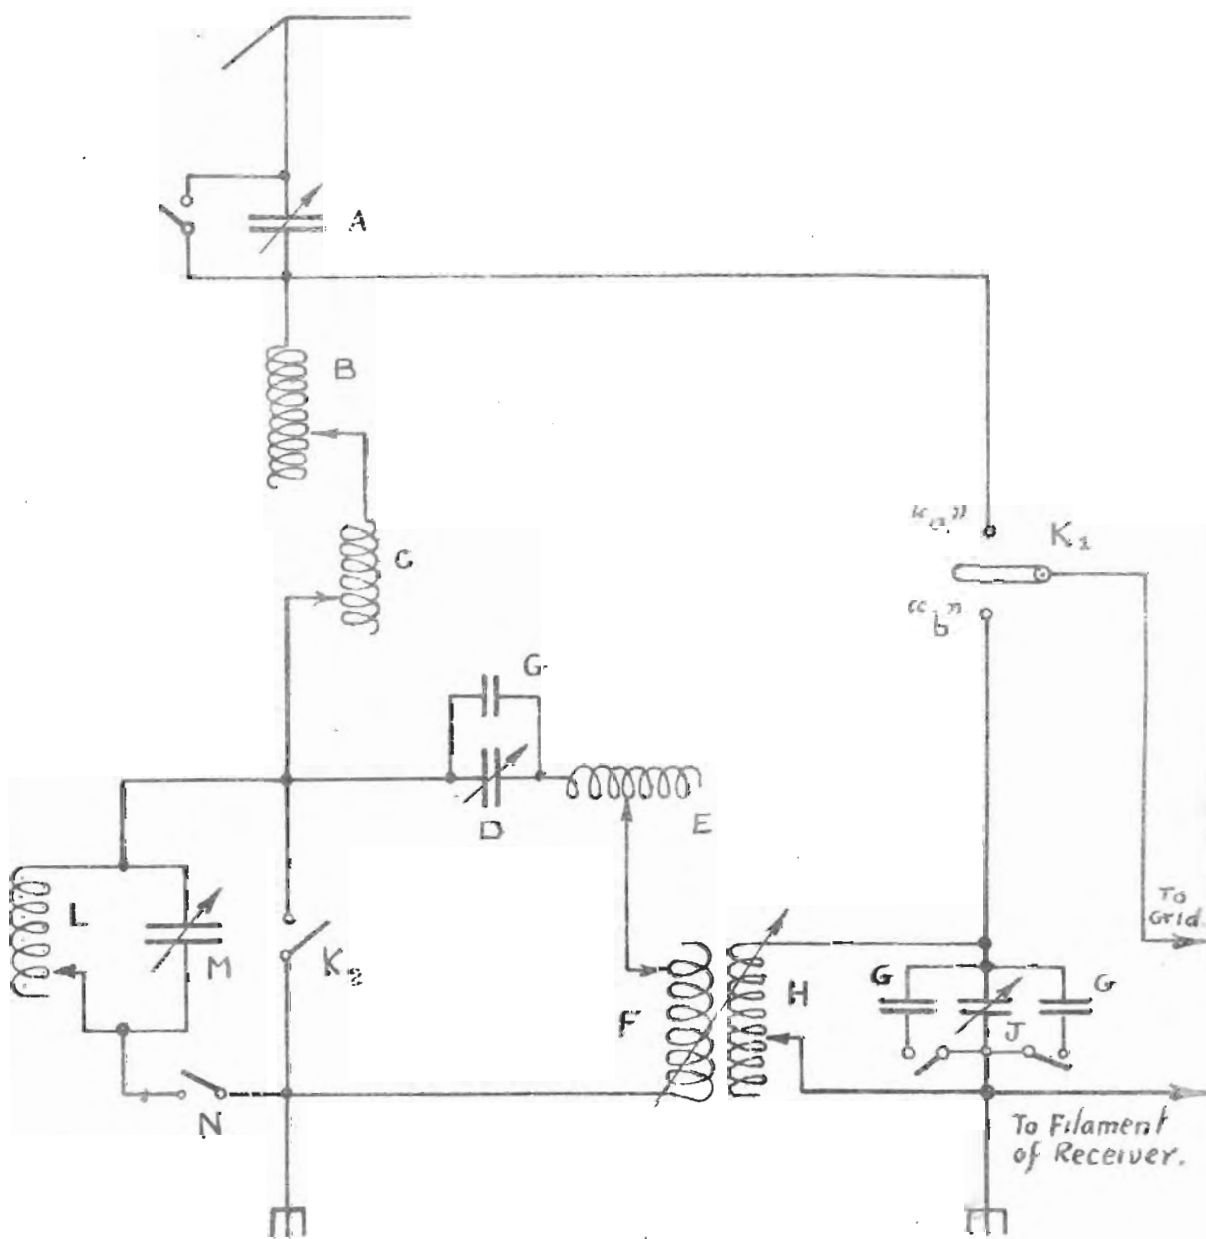 A
B
C
"a"
K₁
"b"
G
D
E
L
M
K₂
N
F
H
G
G
J
To
Grid.
To Filament
of Receiver.